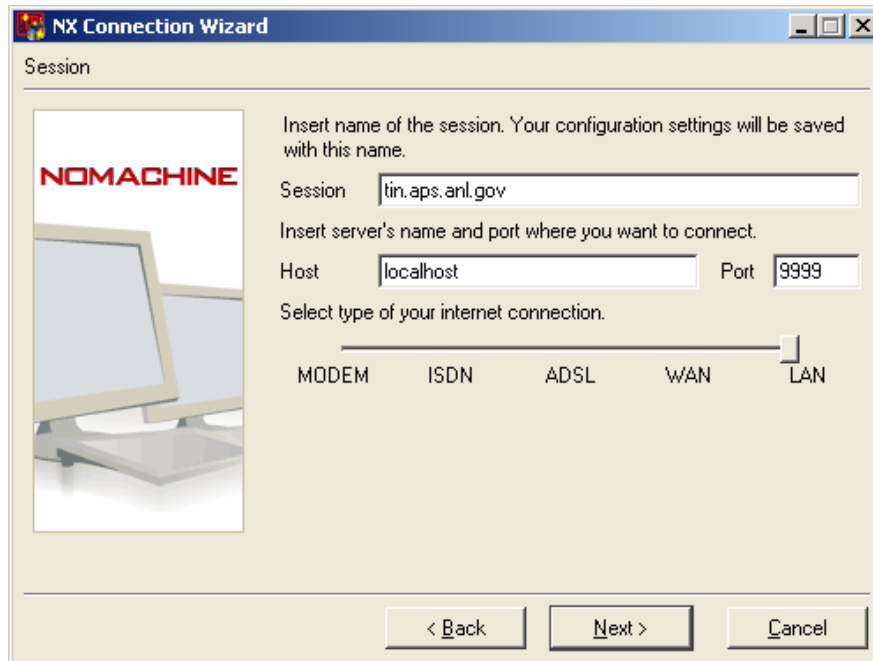 NX Connection Wizard
Session
Insert name of the session. Your configuration settings will be saved
with this name.
NOMACHINE
Session tin.aps.anl.gov
Insert server's name and port where you want to connect.
Host localhost Port 9999
Select type of your internet connection.
MODEM ISDN ADSL WAN LAN
< Back Next > Cancel